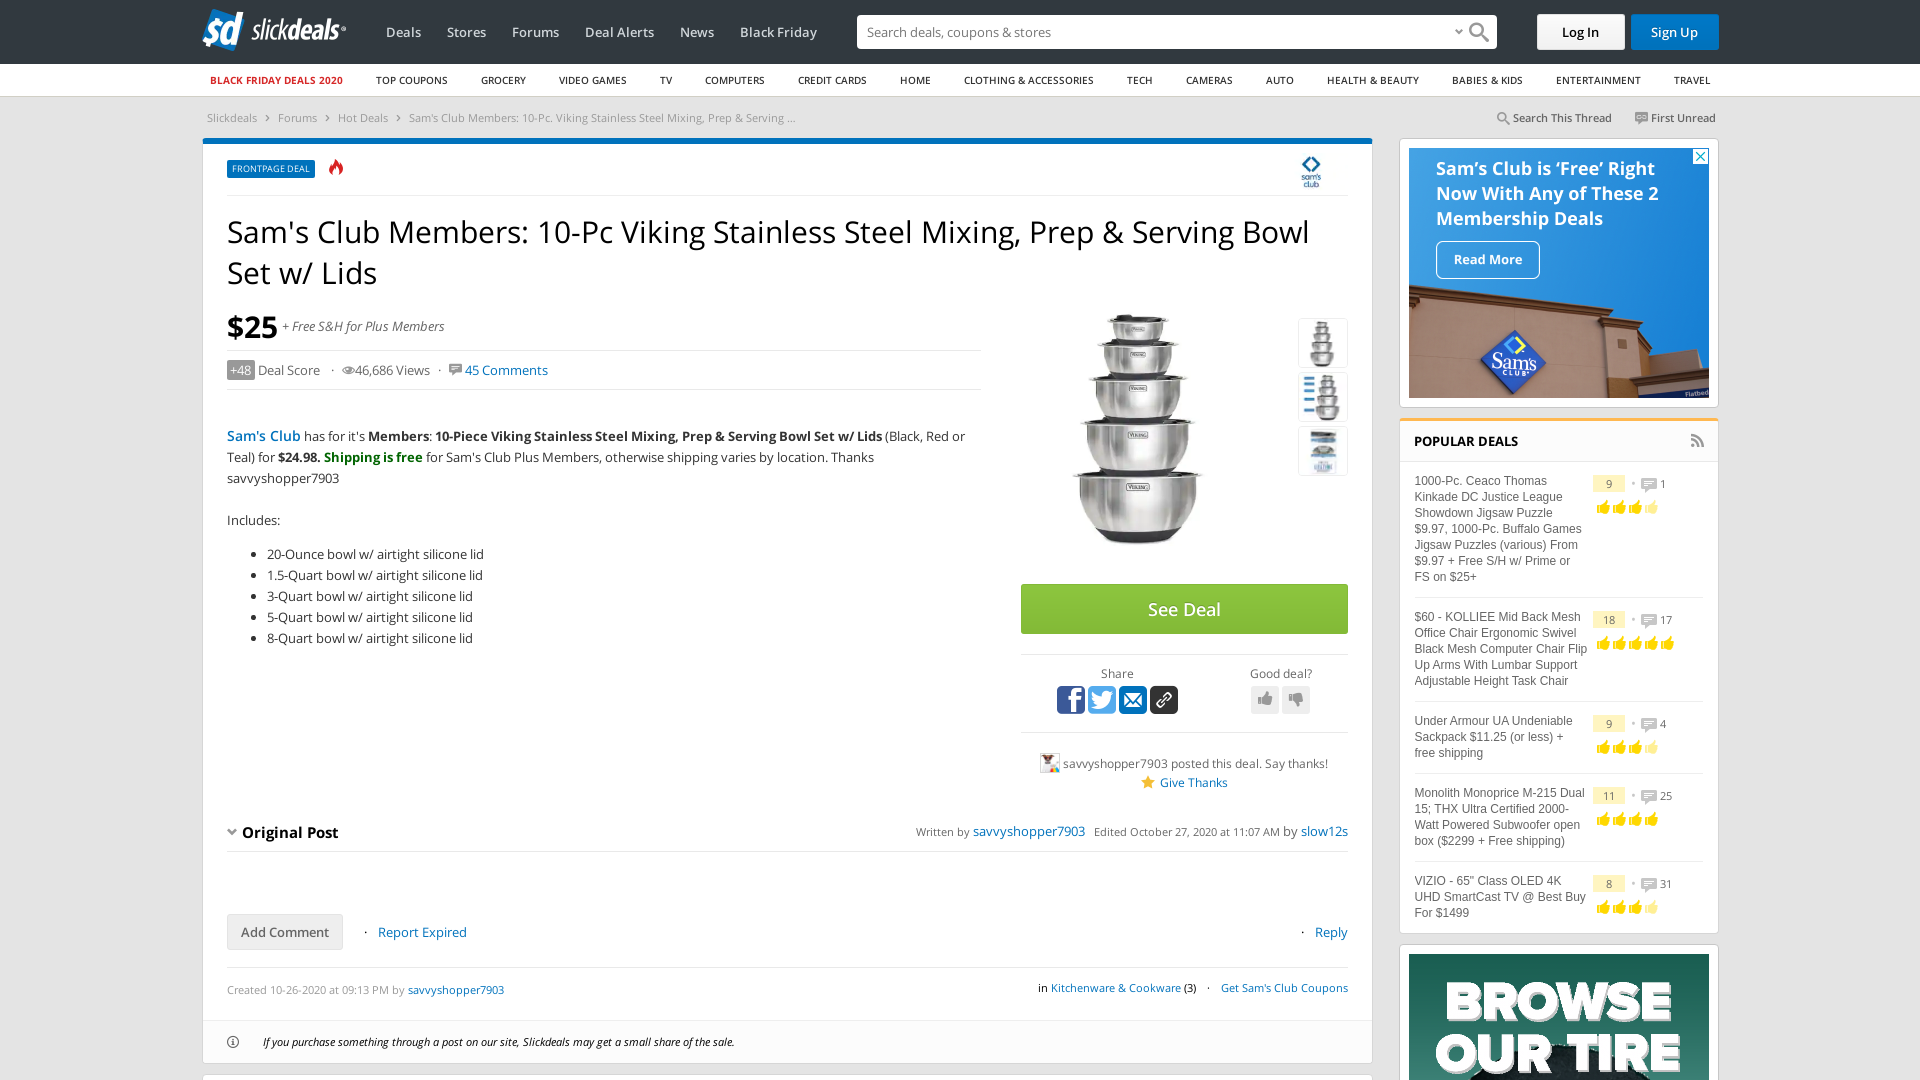 slickdeals
Deals
Stores
Forums
Deal Alerts
News
Black Friday
Search deals, coupons & stores
Log In
Sign Up
BLACK FRIDAY DEALS 2020
TOP COUPONS
GROCERY
VIDEO GAMES
TV
COMPUTERS
CREDIT CARDS
HOME
CLOTHING & ACCESSORIES
TECH
CAMERAS
AUTO
HEALTH & BEAUTY
BABIES & KIDS
ENTERTAINMENT
TRAVEL
Slickdeals › Forums › Hot Deals › Sam's Club Members: 10-Pc. Viking Stainless Steel Mixing, Prep & Serving ...
Search This Thread
First Unread
FRONTPAGE DEAL
sam's
club
Sam's Club Members: 10-Pc Viking Stainless Steel Mixing, Prep & Serving Bowl
Set w/ Lids
$25 + Free S&H for Plus Members
+48 Deal Score · 46,686 Views · 45 Comments
Sam's Club has for it's Members: 10-Piece Viking Stainless Steel Mixing, Prep & Serving Bowl Set w/ Lids (Black, Red or
Teal) for $24.98. Shipping is free for Sam's Club Plus Members, otherwise shipping varies by location. Thanks
savvyshopper7903
Includes:
• 20-Ounce bowl w/ airtight silicone lid
• 1.5-Quart bowl w/ airtight silicone lid
• 3-Quart bowl w/ airtight silicone lid
• 5-Quart bowl w/ airtight silicone lid
• 8-Quart bowl w/ airtight silicone lid
VIKING
VIKING
VIKING
See Deal
Share
Good deal?
savvyshopper7903 posted this deal. Say thanks!
Give Thanks
Original Post
Written by savvyshopper7903 Edited October 27, 2020 at 11:07 AM by slow12s
Add Comment
· Report Expired
· Reply
Created 10-26-2020 at 09:13 PM by savvyshopper7903
in Kitchenware & Cookware (3) · Get Sam's Club Coupons
If you purchase something through a post on our site, Slickdeals may get a small share of the sale.
Sam's Club is 'Free' Right
Now With Any of These 2
Membership Deals
Read More
Sam's
CLUB
Flatbed
POPULAR DEALS
1000-Pc. Ceaco Thomas
Kinkade DC Justice League
Showdown Jigsaw Puzzle
$9.97, 1000-Pc. Buffalo Games
Jigsaw Puzzles (various) From
$9.97 + Free S/H w/ Prime or
FS on $25+
9 • 1
$60 - KOLLIEE Mid Back Mesh
Office Chair Ergonomic Swivel
Black Mesh Computer Chair Flip
Up Arms With Lumbar Support
Adjustable Height Task Chair
18 • 17
Under Armour UA Undeniable
Sackpack $11.25 (or less) +
free shipping
9 • 4
Monolith Monoprice M-215 Dual
15; THX Ultra Certified 2000-
Watt Powered Subwoofer open
box ($2299 + Free shipping)
11 • 25
VIZIO - 65" Class OLED 4K
UHD SmartCast TV @ Best Buy
For $1499
8 • 31
BROWSE
OUR TIRE